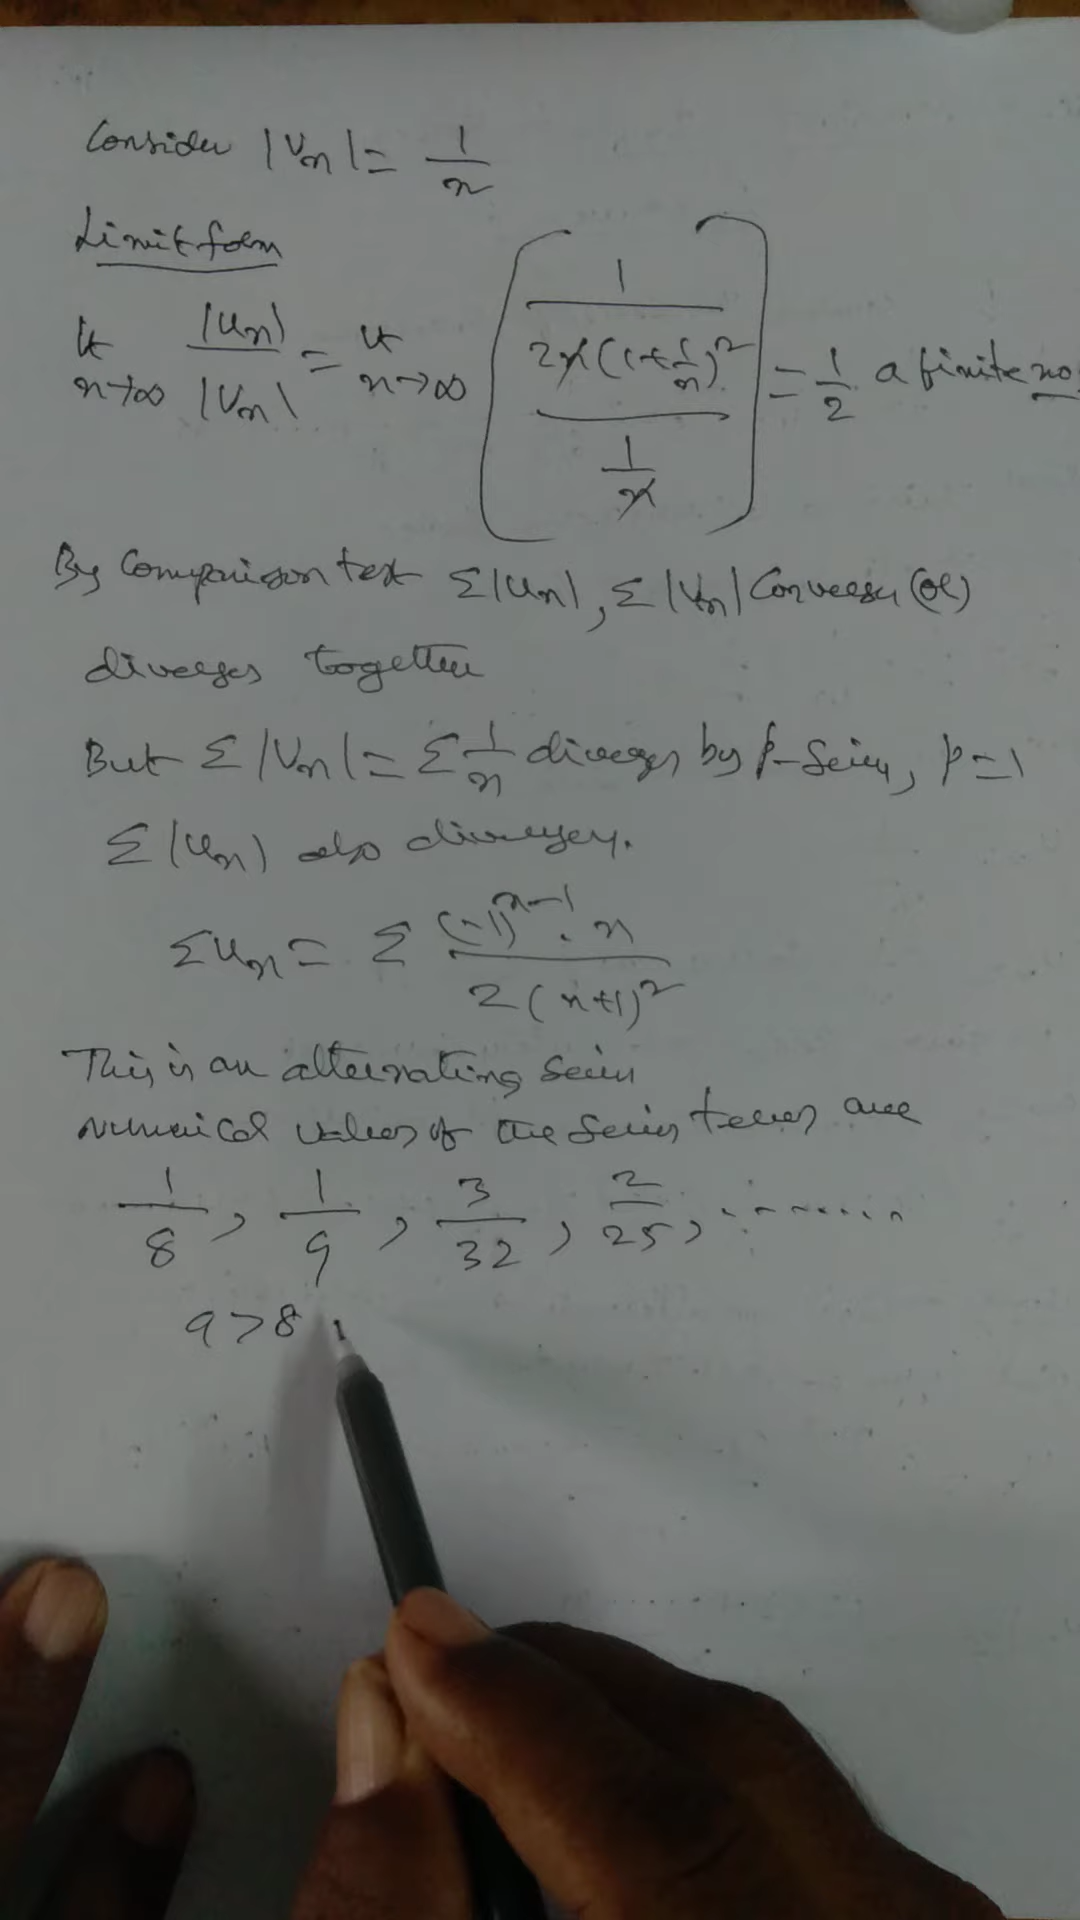 Consider |Vn| = 1/n
Limit form
lt n→∞ |Un|/|Vn| = lt n→∞ ( (1/(2n(1+1/n)^2)) / (1/n) ) = 1/2 a finite no.
By Comparison test Σ|Un|, Σ|Vn| Converges (or)
diverges together
But Σ|Vn| = Σ 1/n diverges by p-Series, p=1
Σ|Un| also diverges.
ΣUn = Σ (-1)^(n-1) · n / 2(n+1)^2
This is an alternating Series
Numerical values of the Series terms are
1/8, 1/9, 3/32, 2/25, ........
9>8